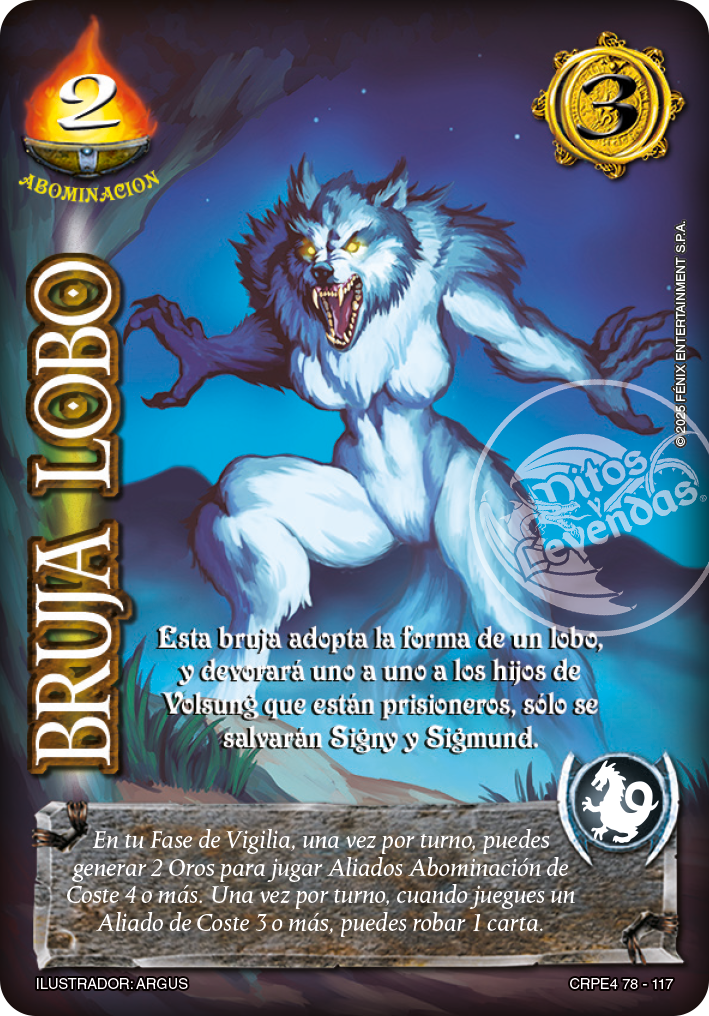 2
3
ABOMINACION
BRUJA LOBO
© 2025 FÉNIX ENTERTAINMENT S.P.A.
Mitos
y
Leyendas®
Esta bruja adopta la forma de un lobo,
y devorará uno a uno a los hijos de
Volsung que están prisioneros, sólo se
salvarán Signy y Sigmund.
En tu Fase de Vigilia, una vez por turno, puedes
generar 2 Oros para jugar Aliados Abominación de
Coste 4 o más. Una vez por turno, cuando juegues un
Aliado de Coste 3 o más, puedes robar 1 carta.
ILUSTRADOR: ARGUS
CRPE4 78 - 117